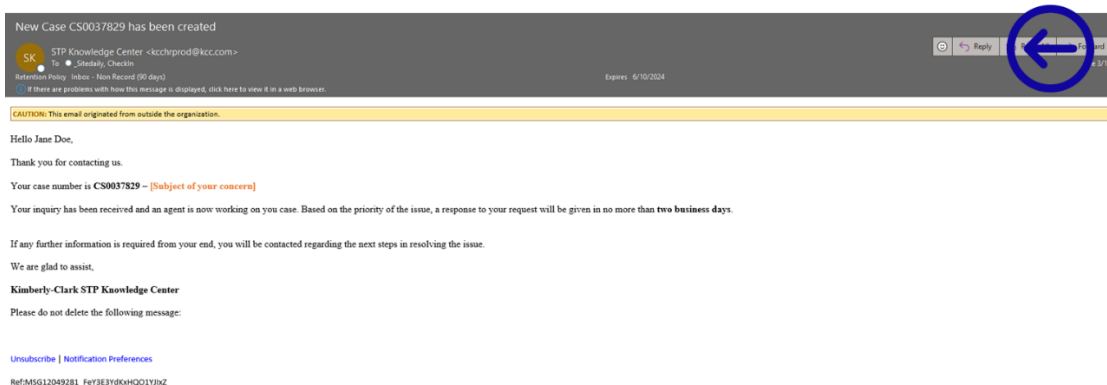 New Case CS0037829 has been created
SK
STP Knowledge Center <kcchrprod@kcc.com>
Reply
To _Sitedaily, Checkin
Retention Policy Inbox - Non Record (90 days)
Expires 6/10/2024
If there are problems with how this message is displayed, click here to view it in a web browser.
CAUTION: This email originated from outside the organization.
Hello Jane Doe,
Thank you for contacting us.
Your case number is CS0037829 – [Subject of your concern]
Your inquiry has been received and an agent is now working on you case. Based on the priority of the issue, a response to your request will be given in no more than two business days.
If any further information is required from your end, you will be contacted regarding the next steps in resolving the issue.
We are glad to assist,
Kimberly-Clark STP Knowledge Center
Please do not delete the following message:
Unsubscribe | Notification Preferences
Ref:MSG12049281_FeY3E3YdKxHQO1YJlxZ